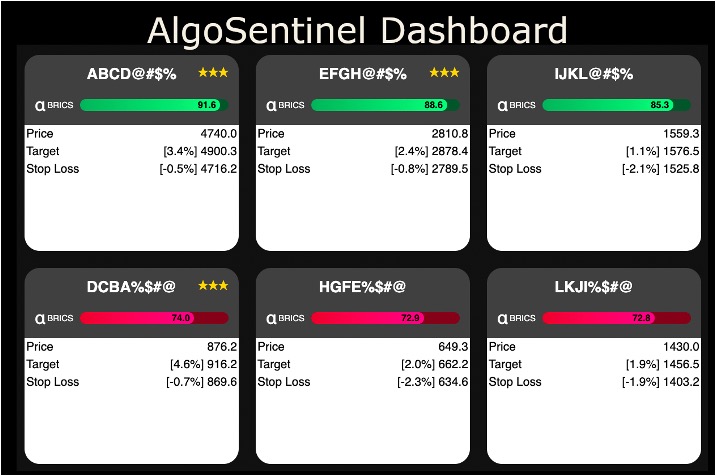 AlgoSentinel Dashboard
ABCD@#$% ★★★
α BRICS 91.6
Price 4740.0
Target [3.4%] 4900.3
Stop Loss [-0.5%] 4716.2
EFGH@#$% ★★★
α BRICS 88.6
Price 2810.8
Target [2.4%] 2878.4
Stop Loss [-0.8%] 2789.5
IJKL@#$%
α BRICS 85.3
Price 1559.3
Target [1.1%] 1576.5
Stop Loss [-2.1%] 1525.8
DCBA%$#@ ★★★
α BRICS 74.0
Price 876.2
Target [4.6%] 916.2
Stop Loss [-0.7%] 869.6
HGFE%$#@
α BRICS 72.9
Price 649.3
Target [2.0%] 662.2
Stop Loss [-2.3%] 634.6
LKJI%$#@
α BRICS 72.8
Price 1430.0
Target [1.9%] 1456.5
Stop Loss [-1.9%] 1403.2